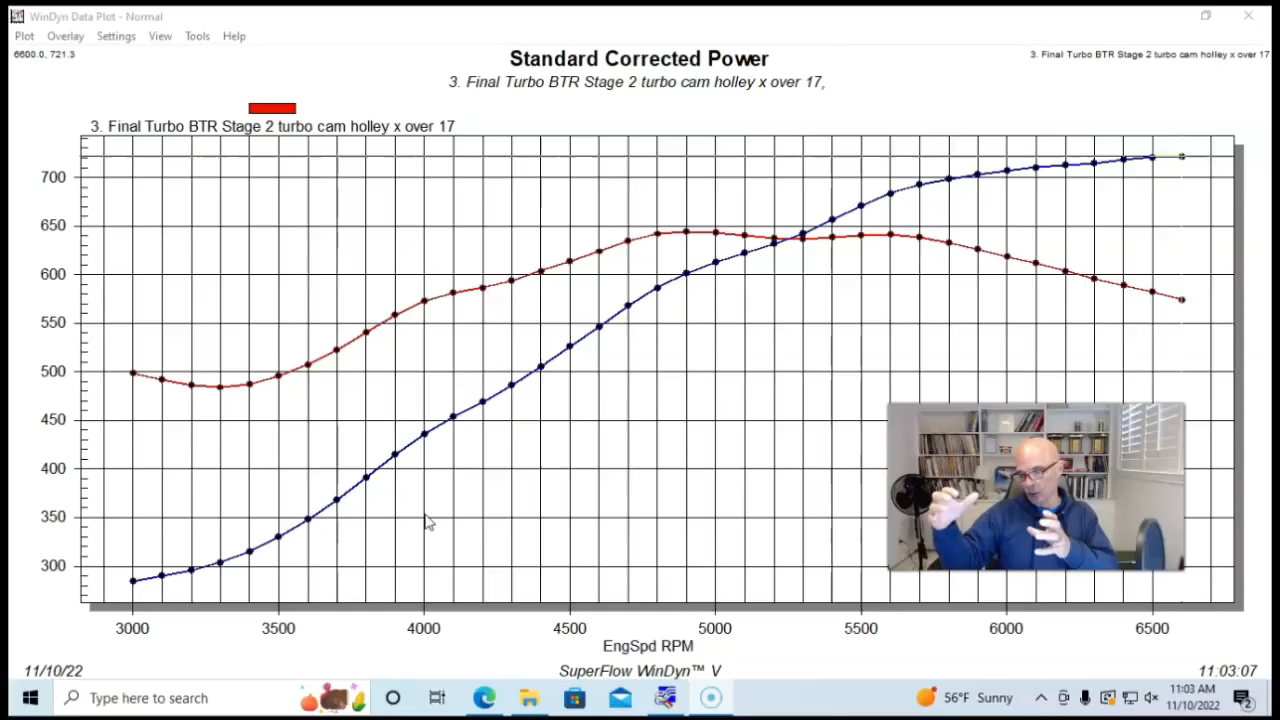 WinDyn Data Plot - Normal
Plot Overlay Settings View Tools Help
6600.0, 721.3
3. Final Turbo BTR Stage 2 turbo cam holley x over 17
Standard Corrected Power
3. Final Turbo BTR Stage 2 turbo cam holley x over 17,
3. Final Turbo BTR Stage 2 turbo cam holley x over 17
700
650
600
550
500
450
400
350
300
3000 3500 4000 4500 5000 5500 6000 6500
EngSpd RPM
11/10/22 SuperFlow WinDyn™ V 11:03:07
Type here to search
56°F Sunny
11:03 AM
11/10/2022
2